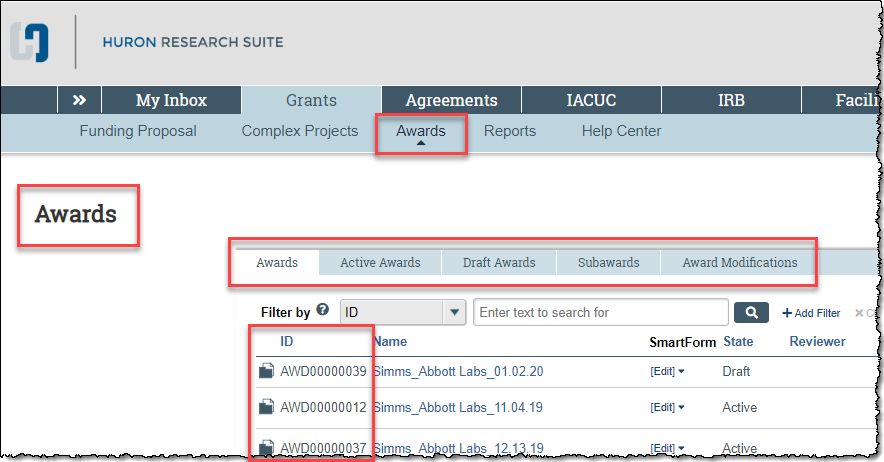 HURON RESEARCH SUITE
My Inbox Grants Agreements IACUC IRB
Funding Proposal Complex Projects Awards Reports Help Center
Awards
Awards Active Awards Draft Awards Subawards Award Modifications
Filter by ? ID Enter text to search for + Add Filter
ID Name SmartForm State Reviewer
AWD00000039 Simms_Abbott Labs_01.02.20 [Edit] Draft
AWD00000012 Simms_Abbott Labs_11.04.19 [Edit] Active
AWD00000037 Simms_Abbott Labs_12.13.19 [Edit] Active